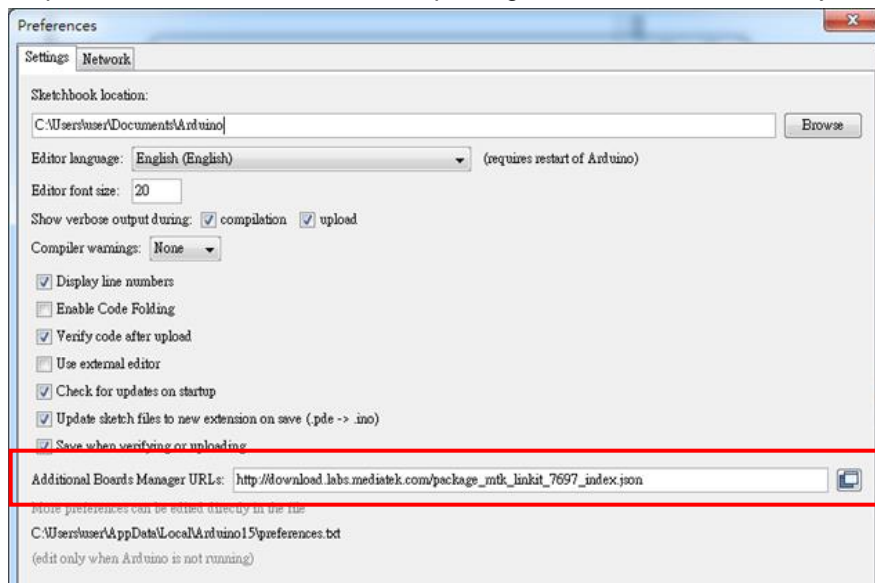 Preferences
Settings Network
Sketchbook location:
C:\Users\user\Documents\Arduino
Browse
Editor language: English (English) (requires restart of Arduino)
Editor font size: 20
Show verbose output during: compilation upload
Compiler warnings: None
Display line numbers
Enable Code Folding
Verify code after upload
Use external editor
Check for updates on startup
Update sketch files to new extension on save (.pde -> .ino)
Save when verifying or uploading
Additional Boards Manager URLs: http://download.labs.mediatek.com/package_mtk_linkit_7697_index.json
More preferences can be edited directly in the file
C:\Users\user\AppData\Local\Arduino15\preferences.txt
(edit only when Arduino is not running)